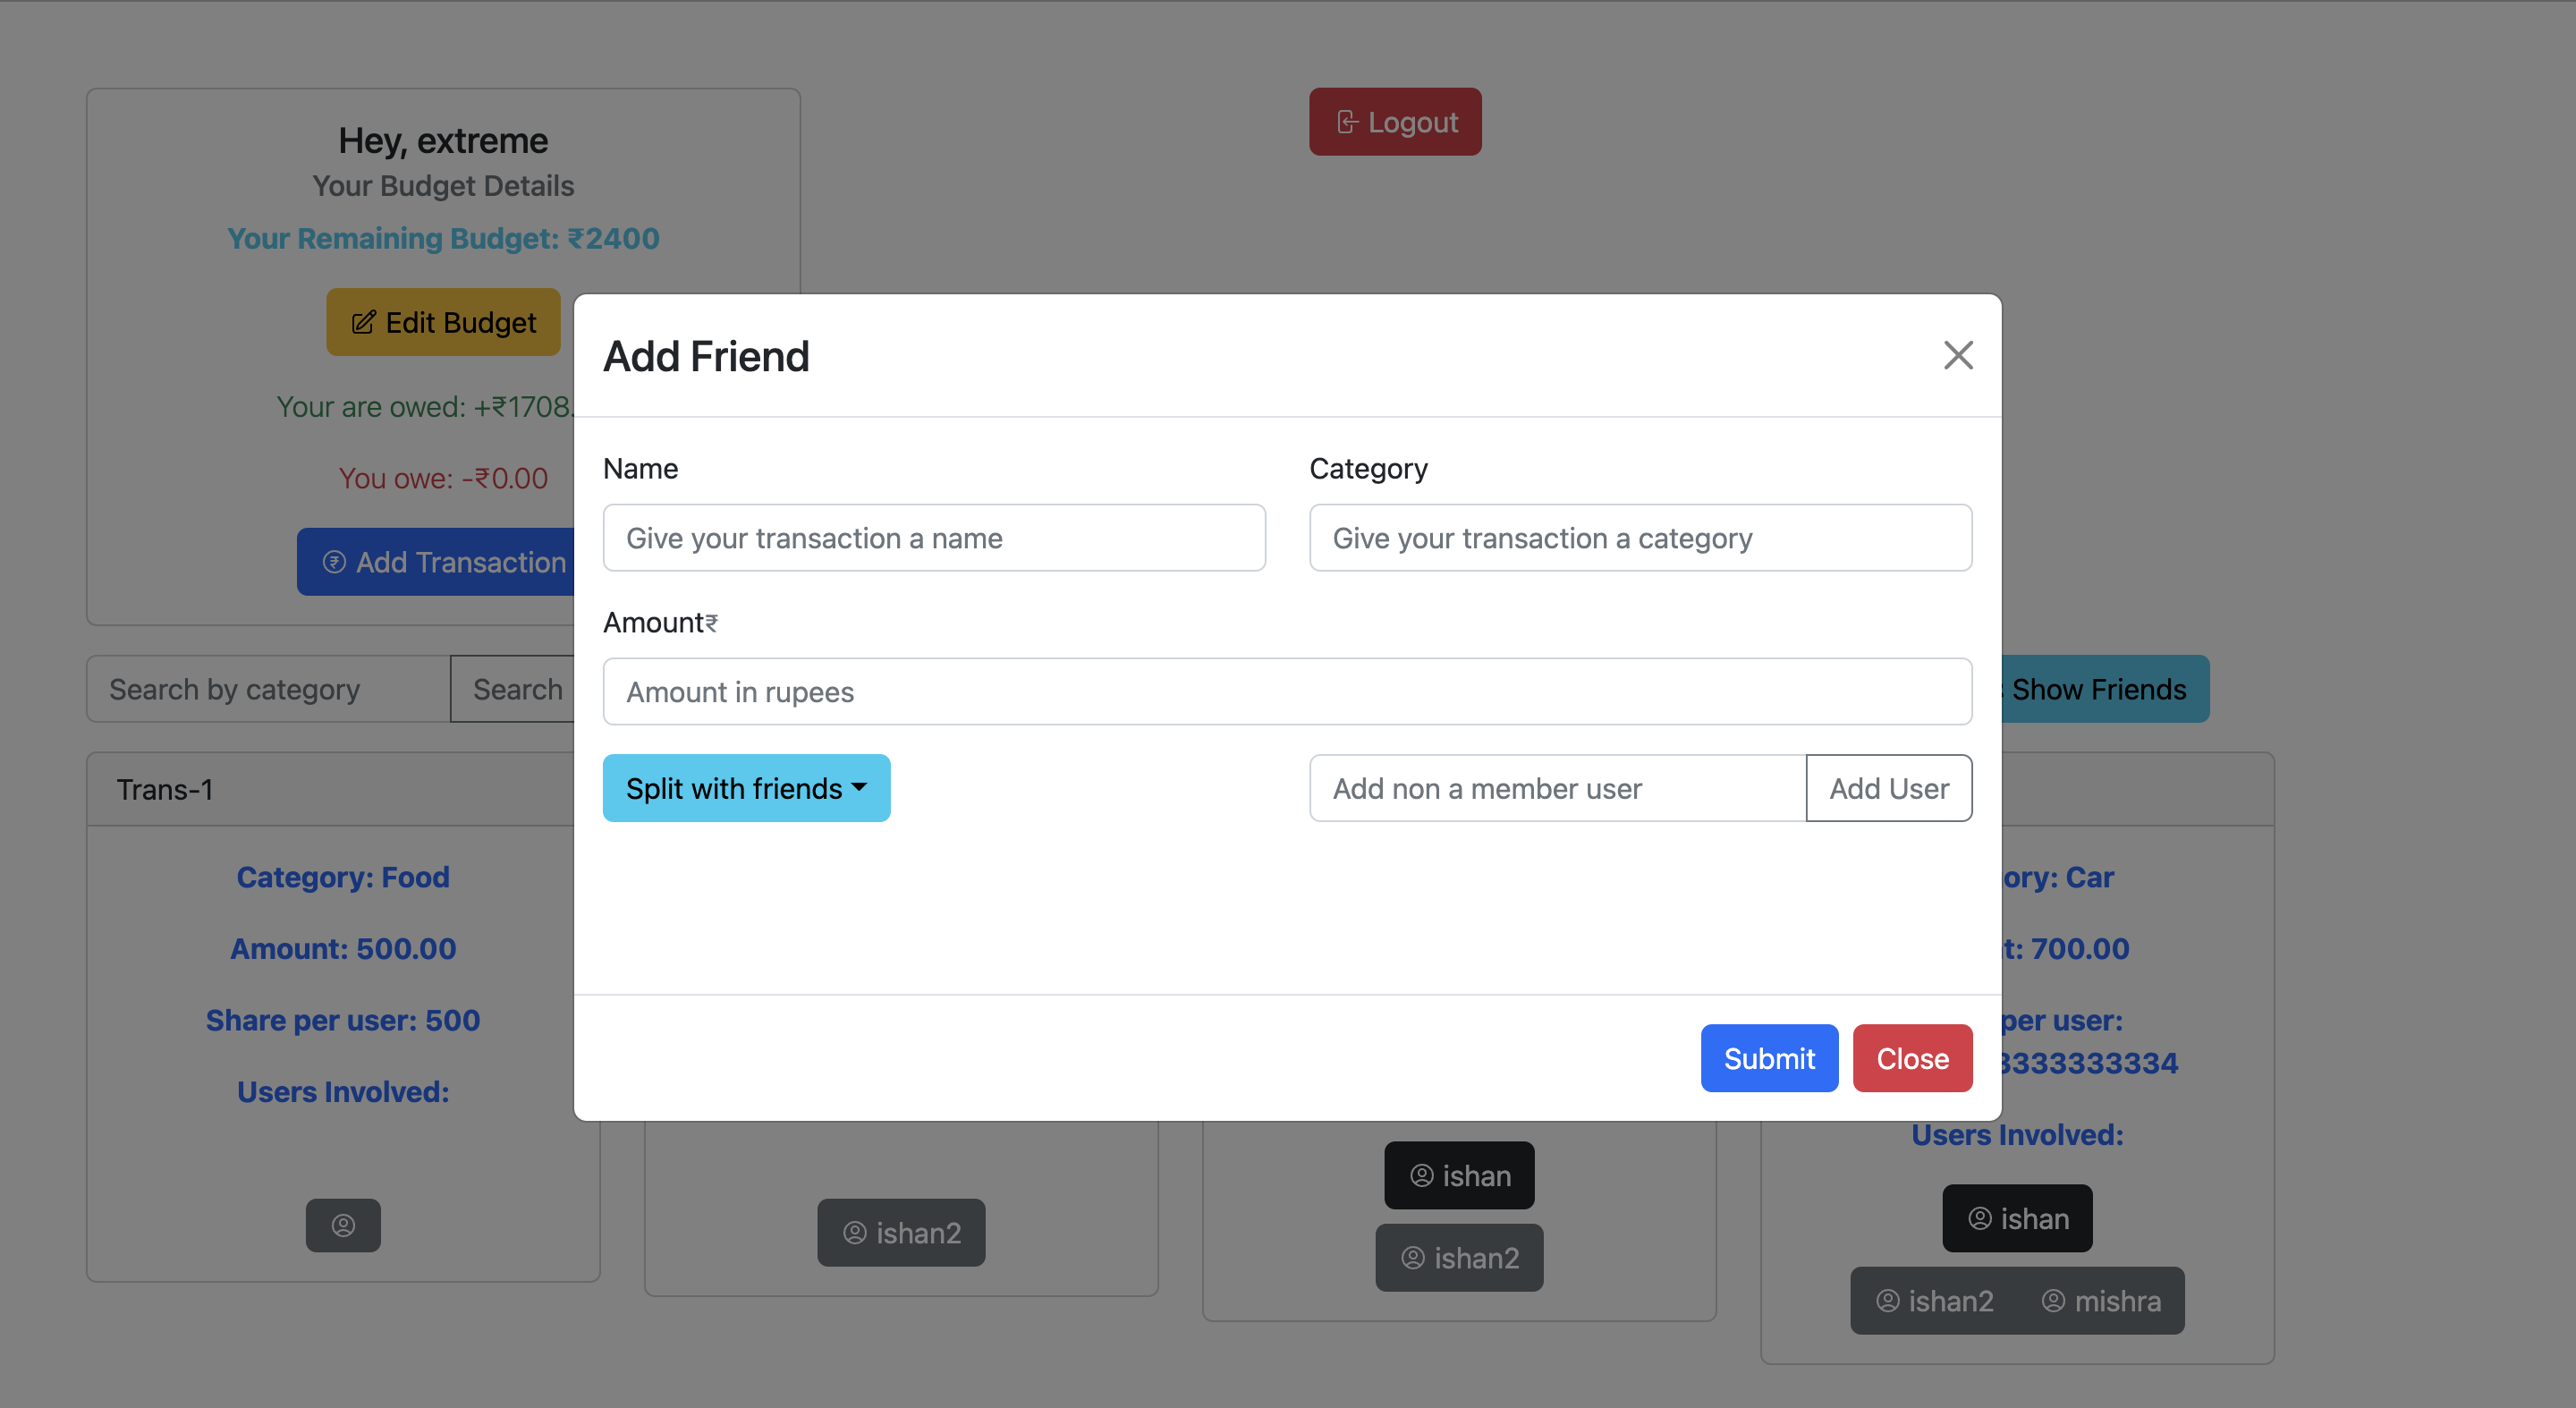 Hey, extreme
Your Budget Details
Your Remaining Budget: ₹2400
Edit Budget
Your are owed: +₹1708.
You owe: -₹0.00
Add Transaction
Logout
Search by category
Search
Show Friends
Add Friend
Name
Category
Give your transaction a name
Give your transaction a category
Amount₹
Amount in rupees
Split with friends
Add non a member user
Add User
Submit
Close
Trans-1
Category: Food
Amount: 500.00
Share per user: 500
Users Involved:
ishan2
ishan
ishan2
ory: Car
t: 700.00
per user:
3333333334
Users Involved:
ishan
ishan2 mishra